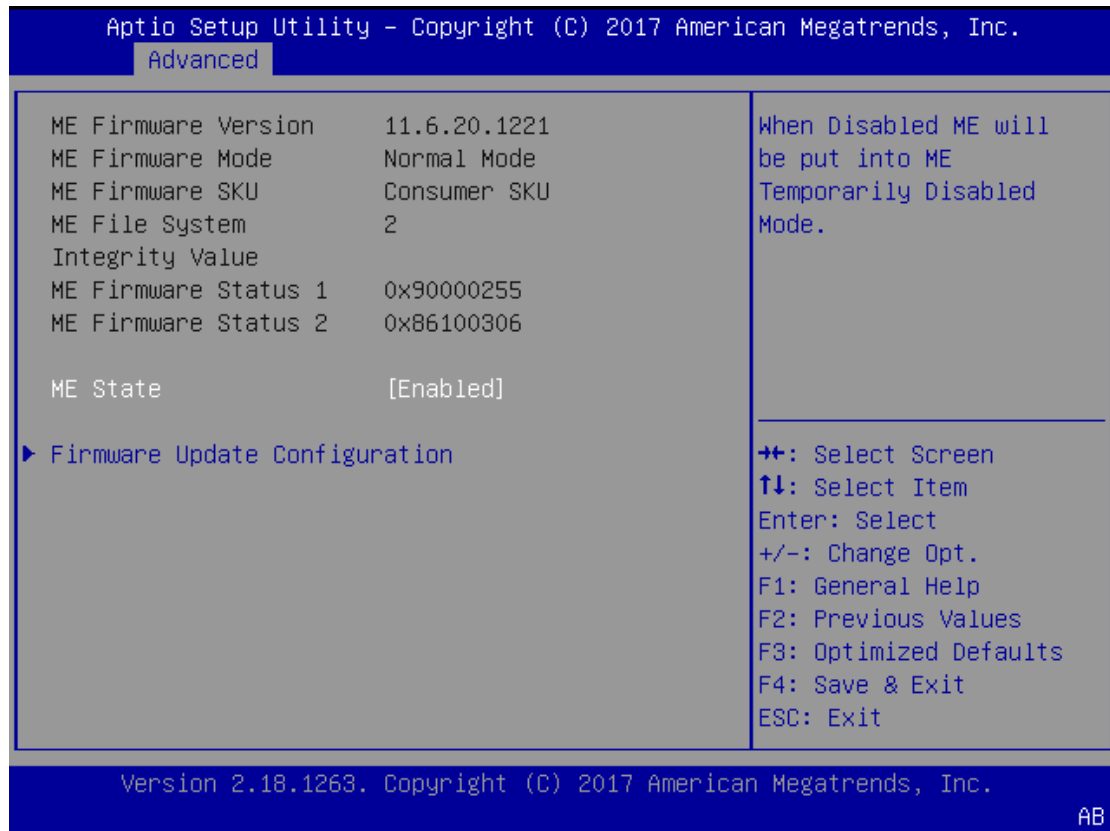 Aptio Setup Utility – Copyright (C) 2017 American Megatrends, Inc.
Advanced
ME Firmware Version 11.6.20.1221
ME Firmware Mode Normal Mode
ME Firmware SKU Consumer SKU
ME File System 2
Integrity Value
ME Firmware Status 1 0x90000255
ME Firmware Status 2 0x86100306
ME State [Enabled]
► Firmware Update Configuration
When Disabled ME will
be put into ME
Temporarily Disabled
Mode.
→←: Select Screen
↑↓: Select Item
Enter: Select
+/-: Change Opt.
F1: General Help
F2: Previous Values
F3: Optimized Defaults
F4: Save & Exit
ESC: Exit
Version 2.18.1263. Copyright (C) 2017 American Megatrends, Inc.
AB